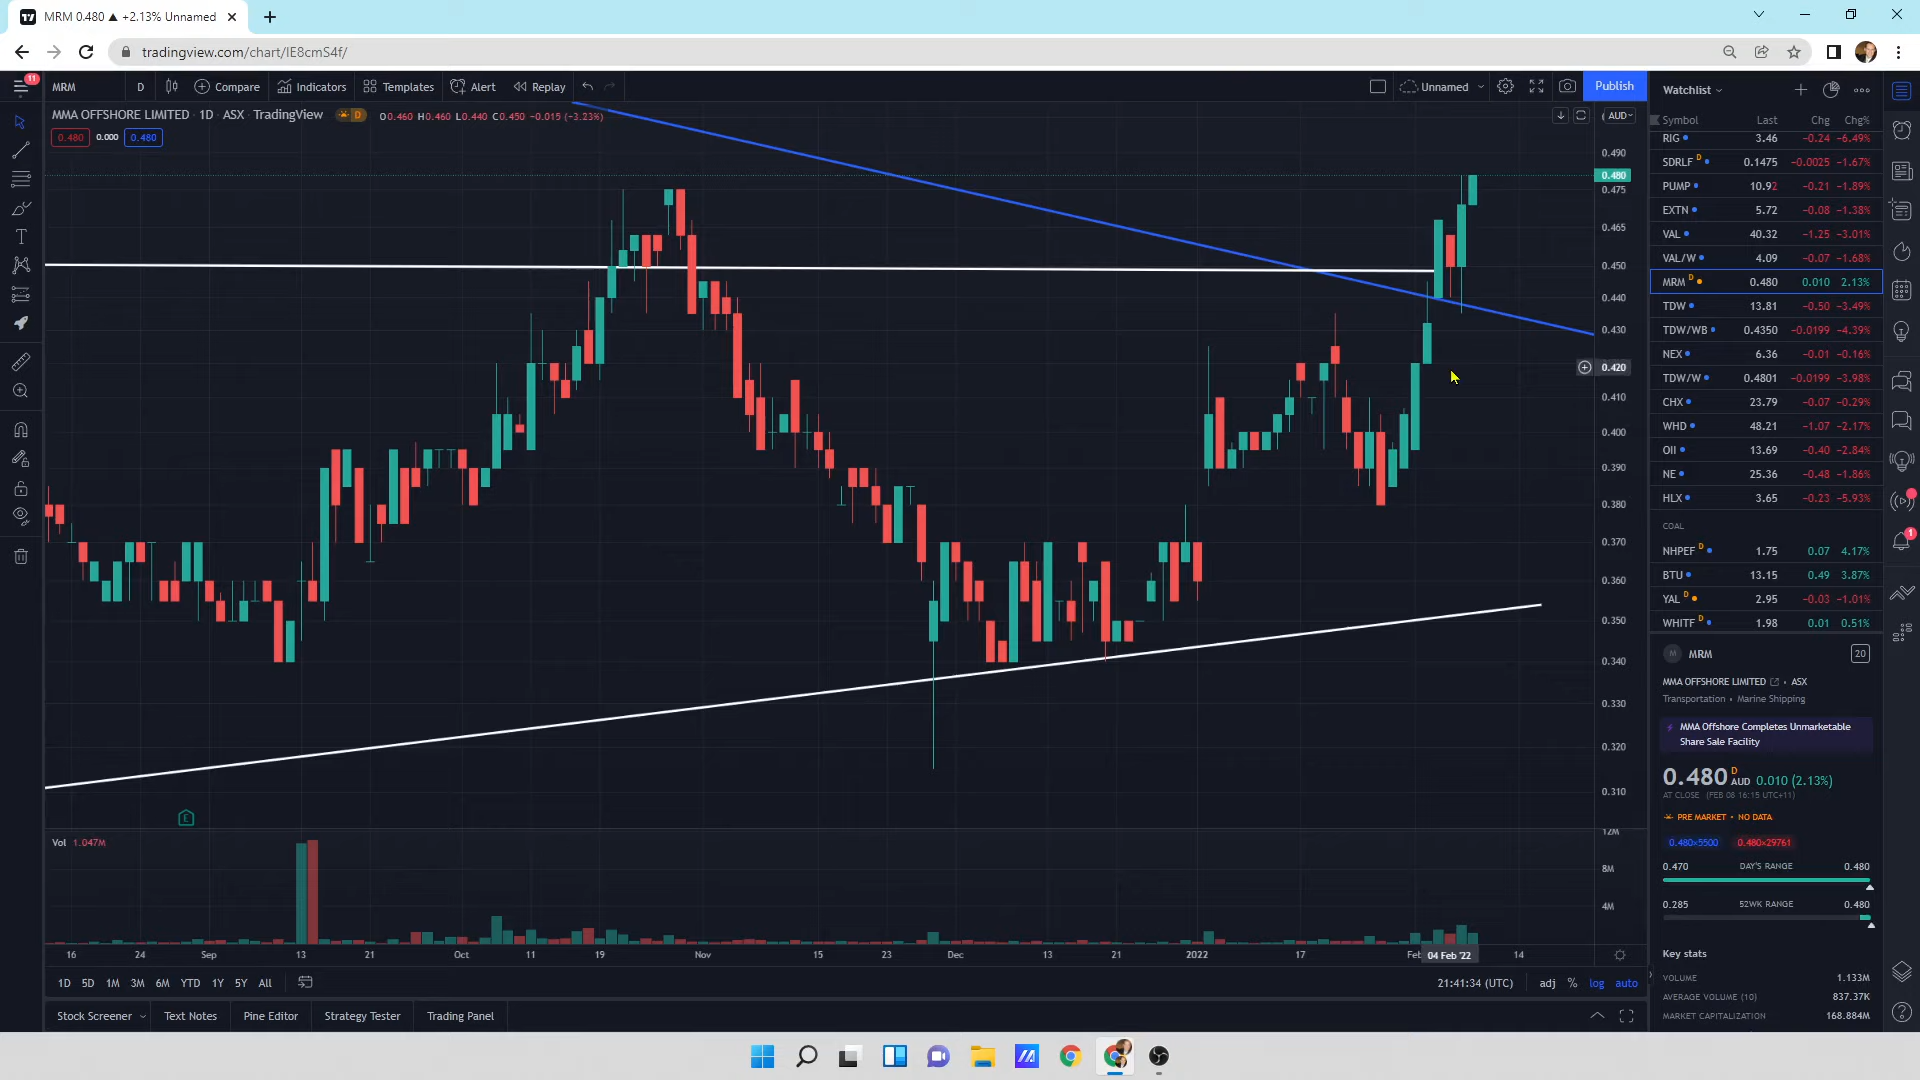 MRM 0.480 ▲ +2.13% Unnamed
tradingview.com/chart/IE8cmS4f/
11
MRM D Compare Indicators Templates Alert Replay Unnamed Publish
MMA OFFSHORE LIMITED · 1D · ASX TradingView D O0.460 H0.460 L0.440 C0.450 −0.015 (−3.23%)
0.480 0.000 0.480
AUD
0.490
0.480
0.475
0.465
0.450
0.440
0.430
0.420
0.410
0.400
0.390
0.380
0.370
0.360
0.350
0.340
0.330
0.320
0.310
E
Vol 1.047M
12M
8M
4M
16 24 Sep 13 21 Oct 11 19 Nov 15 23 Dec 13 21 2022 17 Feb 04 Feb '22 14
1D 5D 1M 3M 6M YTD 1Y 5Y All
21:41:34 (UTC) adj % log auto
Stock Screener Text Notes Pine Editor Strategy Tester Trading Panel
Watchlist
Symbol Last Chg Chg%
RIG 3.46 −0.24 −6.49%
SDRLF D 0.1475 −0.0025 −1.67%
PUMP 10.92 −0.21 −1.89%
EXTN 5.72 −0.08 −1.38%
VAL 40.32 −1.25 −3.01%
VAL/W 4.09 −0.07 −1.68%
MRM D 0.480 0.010 2.13%
TDW 13.81 −0.50 −3.49%
TDW/WB 0.4350 −0.0199 −4.39%
NEX 6.36 −0.01 −0.16%
TDW/W 0.4801 −0.0199 −3.98%
CHX 23.79 −0.07 −0.29%
WHD 48.21 −1.07 −2.17%
OII 13.69 −0.40 −2.84%
NE 25.36 −0.48 −1.86%
HLX 3.65 −0.23 −5.93%
COAL
NHPEF D 1.75 0.07 4.17%
BTU 13.15 0.49 3.87%
YAL D 2.95 −0.03 −1.01%
WHITF D 1.98 0.01 0.51%
M MRM 20
MMA OFFSHORE LIMITED · ASX
Transportation · Marine Shipping
MMA Offshore Completes Unmarketable
Share Sale Facility
0.480 D AUD 0.010 (2.13%)
AT CLOSE (FEB 08 16:15 UTC+11)
PRE MARKET · NO DATA
0.480×5500 0.480×29761
0.470 DAY'S RANGE 0.480
0.285 52WK RANGE 0.480
Key stats
VOLUME 1.133M
AVERAGE VOLUME (10) 837.37K
MARKET CAPITALIZATION 168.884M
1